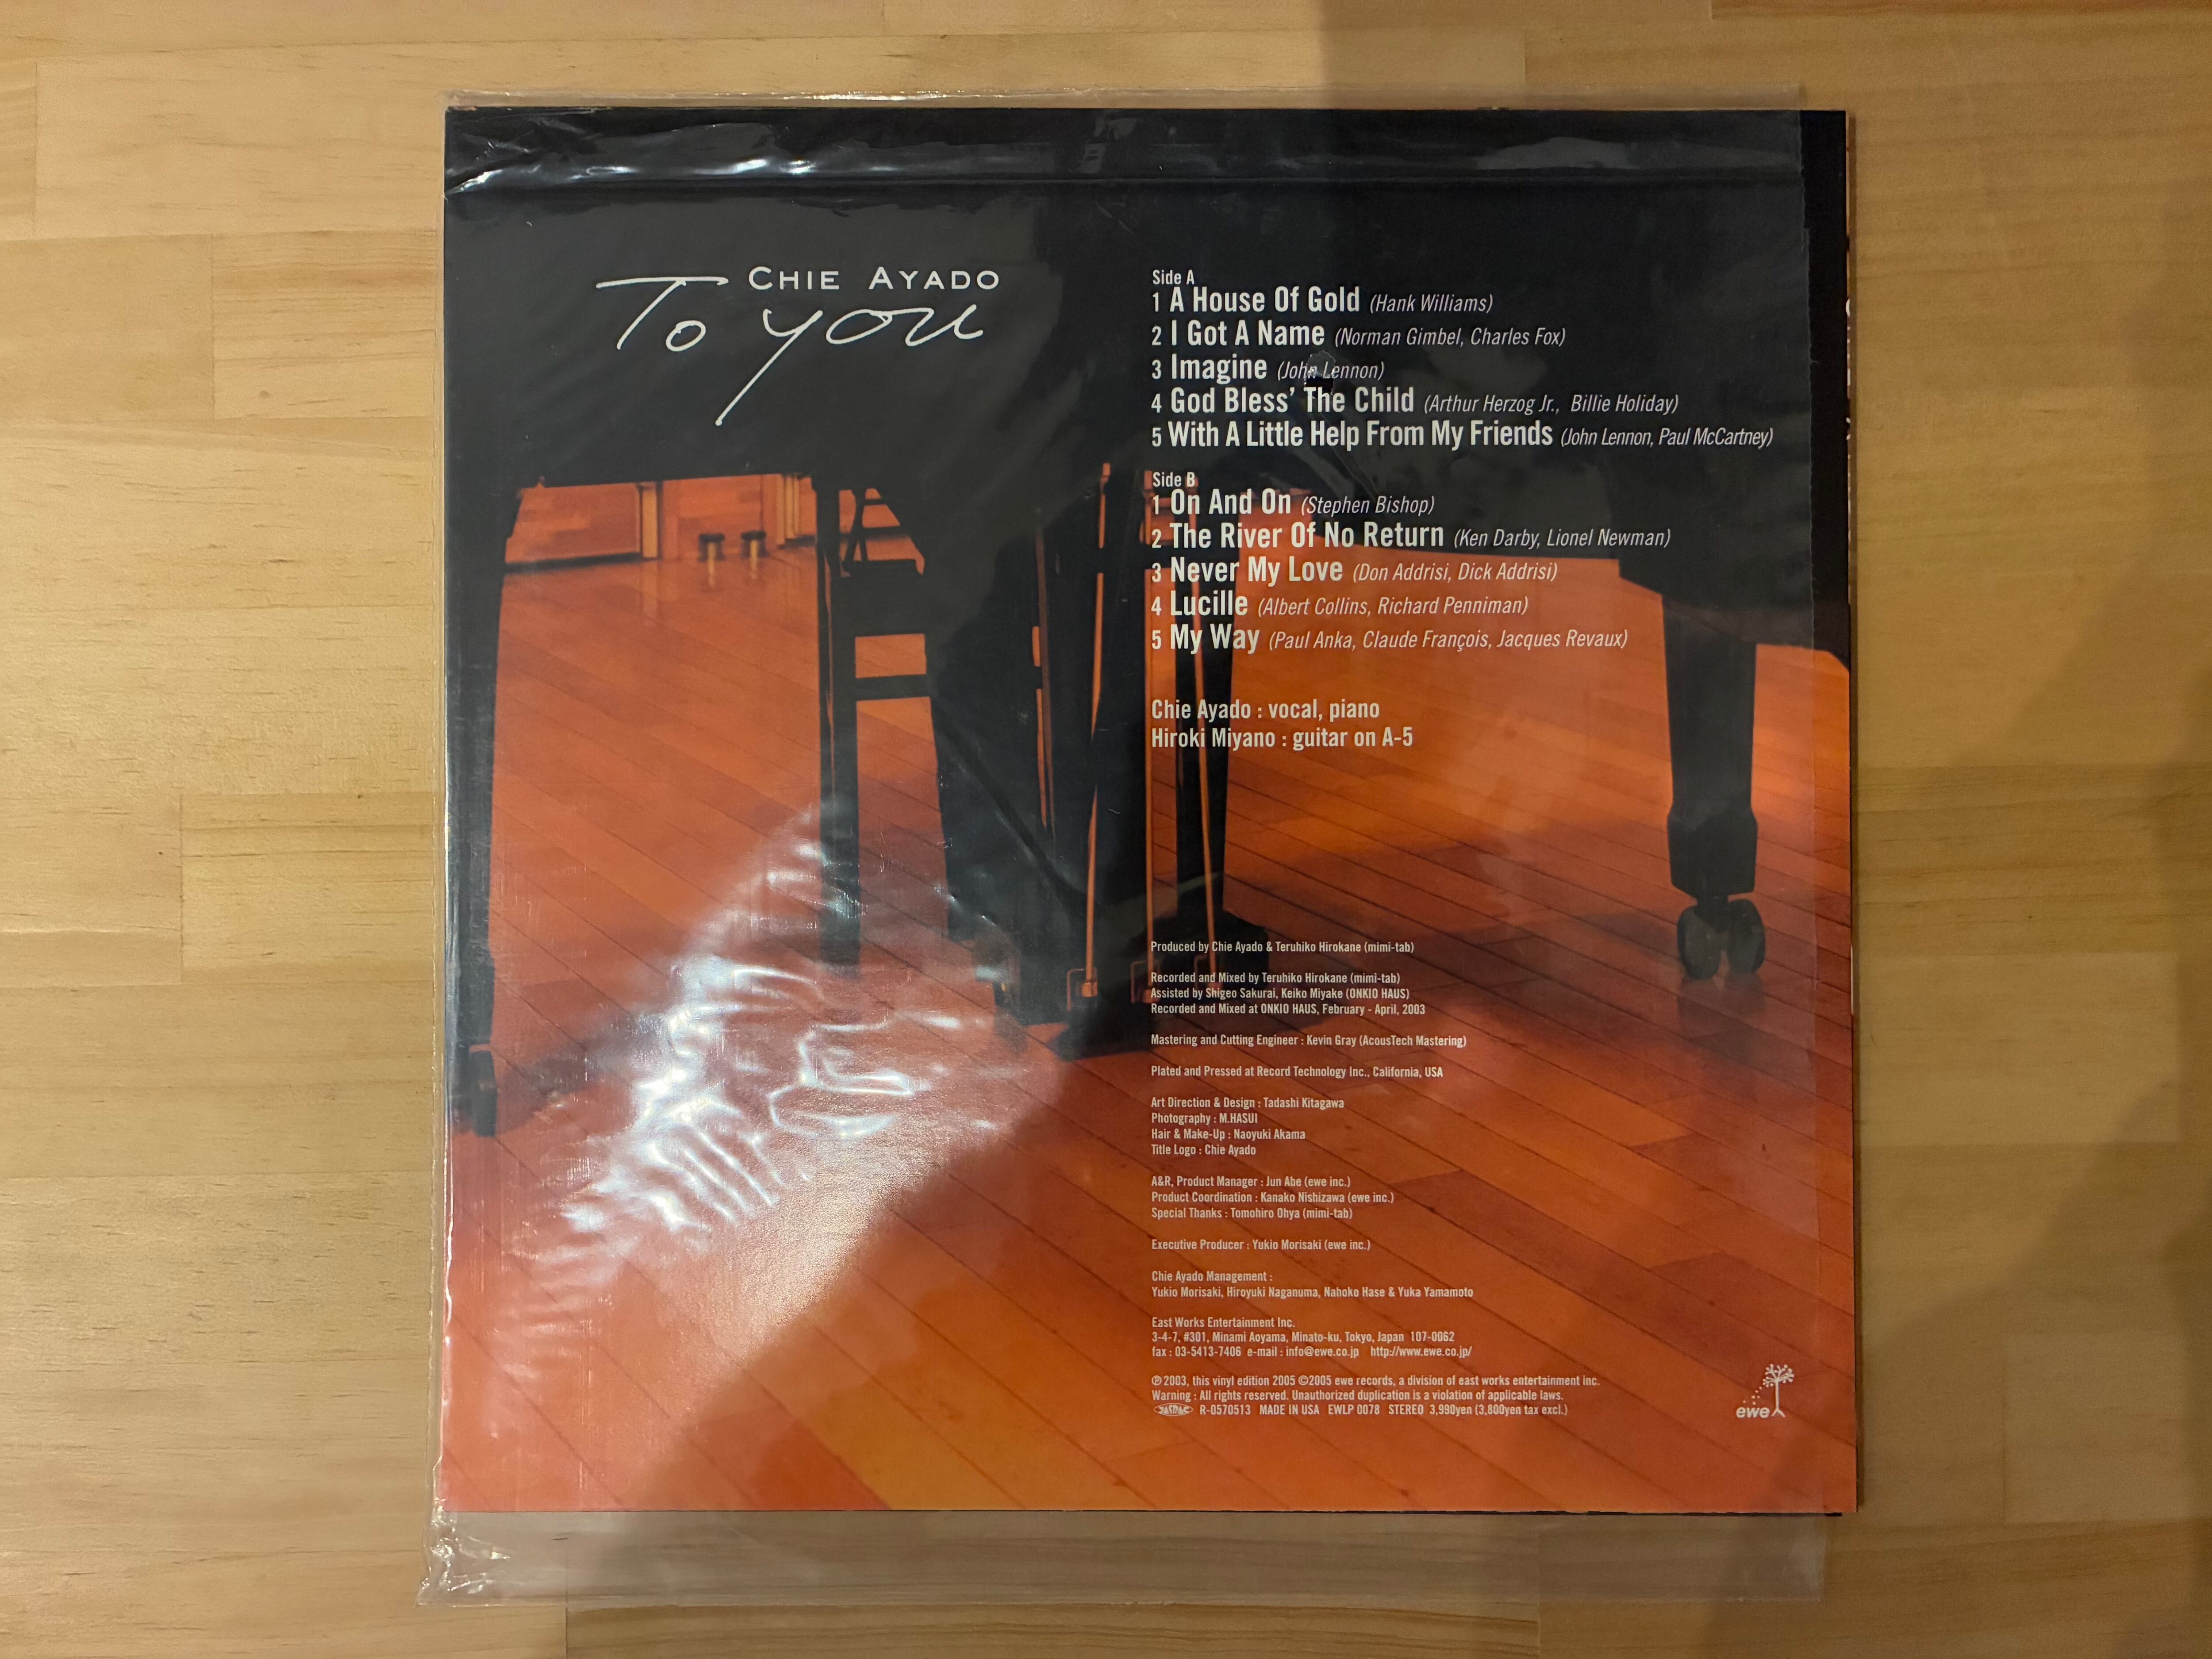 CHIE AYADO
To you
Side A
1 A House Of Gold (Hank Williams)
2 I Got A Name (Norman Gimbel, Charles Fox)
3 Imagine (John Lennon)
4 God Bless' The Child (Arthur Herzog Jr., Billie Holiday)
5 With A Little Help From My Friends (John Lennon, Paul McCartney)
Side B
1 On And On (Stephen Bishop)
2 The River Of No Return (Ken Darby, Lionel Newman)
3 Never My Love (Don Addrisi, Dick Addrisi)
4 Lucille (Albert Collins, Richard Penniman)
5 My Way (Paul Anka, Claude François, Jacques Revaux)
Chie Ayado : vocal, piano
Hiroki Miyano : guitar on A-5
Produced by Chie Ayado & Teruhiko Hirokane (mimi-tab)
Recorded and Mixed by Teruhiko Hirokane (mimi-tab)
Assisted by Shigeo Sakurai, Keiko Miyake (ONKIO HAUS)
Recorded and Mixed at ONKIO HAUS, February - April, 2003
Mastering and Cutting Engineer : Kevin Gray (AcousTech Mastering)
Plated and Pressed at Record Technology Inc., California, USA
Art Direction & Design : Tadashi Kitagawa
Photography : M.HASUI
Hair & Make-Up : Naoyuki Akama
Title Logo : Chie Ayado
A&R, Product Manager : Jun Abe (ewe inc.)
Product Coordination : Kanako Nishizawa (ewe inc.)
Special Thanks : Tomohiro Ohya (mimi-tab)
Executive Producer : Yukio Morisaki (ewe inc.)
Chie Ayado Management :
Yukio Morisaki, Hiroyuki Naganuma, Nahoko Hase & Yuka Yamamoto
East Works Entertainment Inc.
3-4-7, #301, Minami Aoyama, Minato-ku, Tokyo, Japan 107-0062
fax : 03-5413-7406 e-mail : info@ewe.co.jp http://www.ewe.co.jp/
℗2003, this vinyl edition 2005 ©2005 ewe records, a division of east works entertainment inc.
Warning : All rights reserved. Unauthorized duplication is a violation of applicable laws.
JASRAC R-0570513 MADE IN USA EWLP 0078 STEREO 3,990yen (3,800yen tax excl.)
ewe